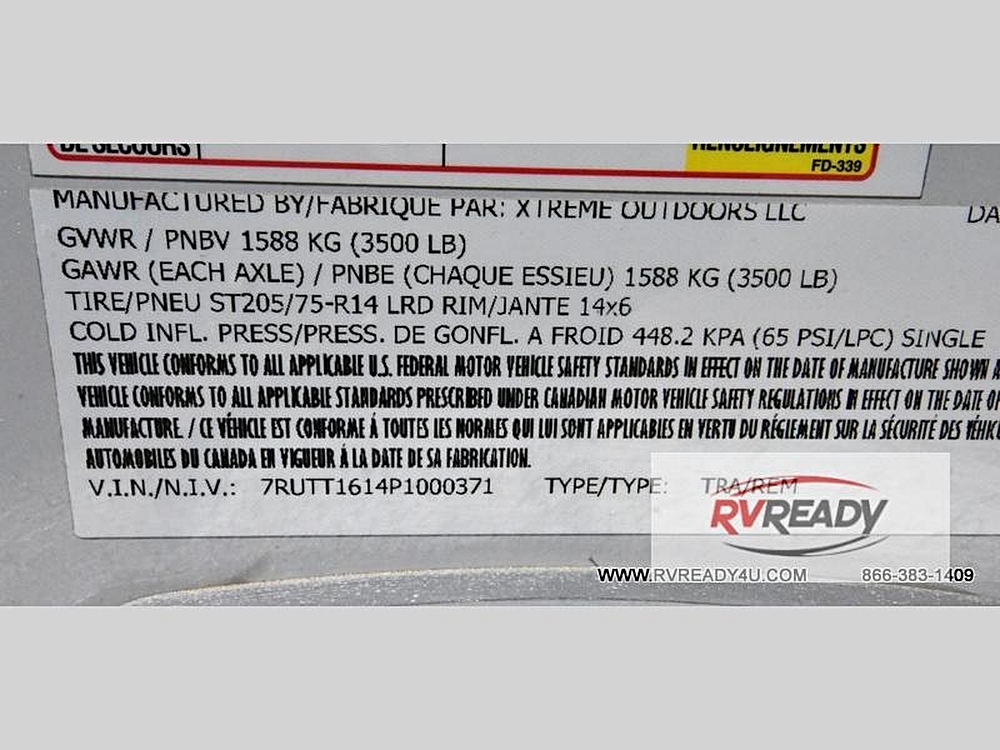 DE SECOURS
RENSEIGNEMENTS
FD-339
MANUFACTURED BY/FABRIQUE PAR: XTREME OUTDOORS LLC DA
GVWR / PNBV 1588 KG (3500 LB)
GAWR (EACH AXLE) / PNBE (CHAQUE ESSIEU) 1588 KG (3500 LB)
TIRE/PNEU ST205/75-R14 LRD RIM/JANTE 14x6
COLD INFL. PRESS/PRESS. DE GONFL. A FROID 448.2 KPA (65 PSI/LPC) SINGLE
THIS VEHICLE CONFORMS TO ALL APPLICABLE U.S. FEDERAL MOTOR VEHICLE SAFETY STANDARDS IN EFFECT ON THE DATE OF MANUFACTURE SHOWN A
VEHICLE CONFORMS TO ALL APPLICABLE STANDARDS PRESCRIBED UNDER CANADIAN MOTOR VEHICLE SAFETY REGULATIONS IN EFFECT ON THE DATE OF
MANUFACTURE. / CE VÉHICLE EST CONFORME Á TOUTES LES NORMES QUI LUI SONT APPLICABLES EN VERTU DU RÉGLEMENT SUR LA SÉCURITÉ DES VÉHIC
AUTOMOBILES DU CANADA EN VIGUEUR Á LA DATE DE SA FABRICATION.
V.I.N./N.I.V.: 7RUTT1614P1000371 TYPE/TYPE: TRA/REM
RVREADY
WWW.RVREADY4U.COM 866-383-1409